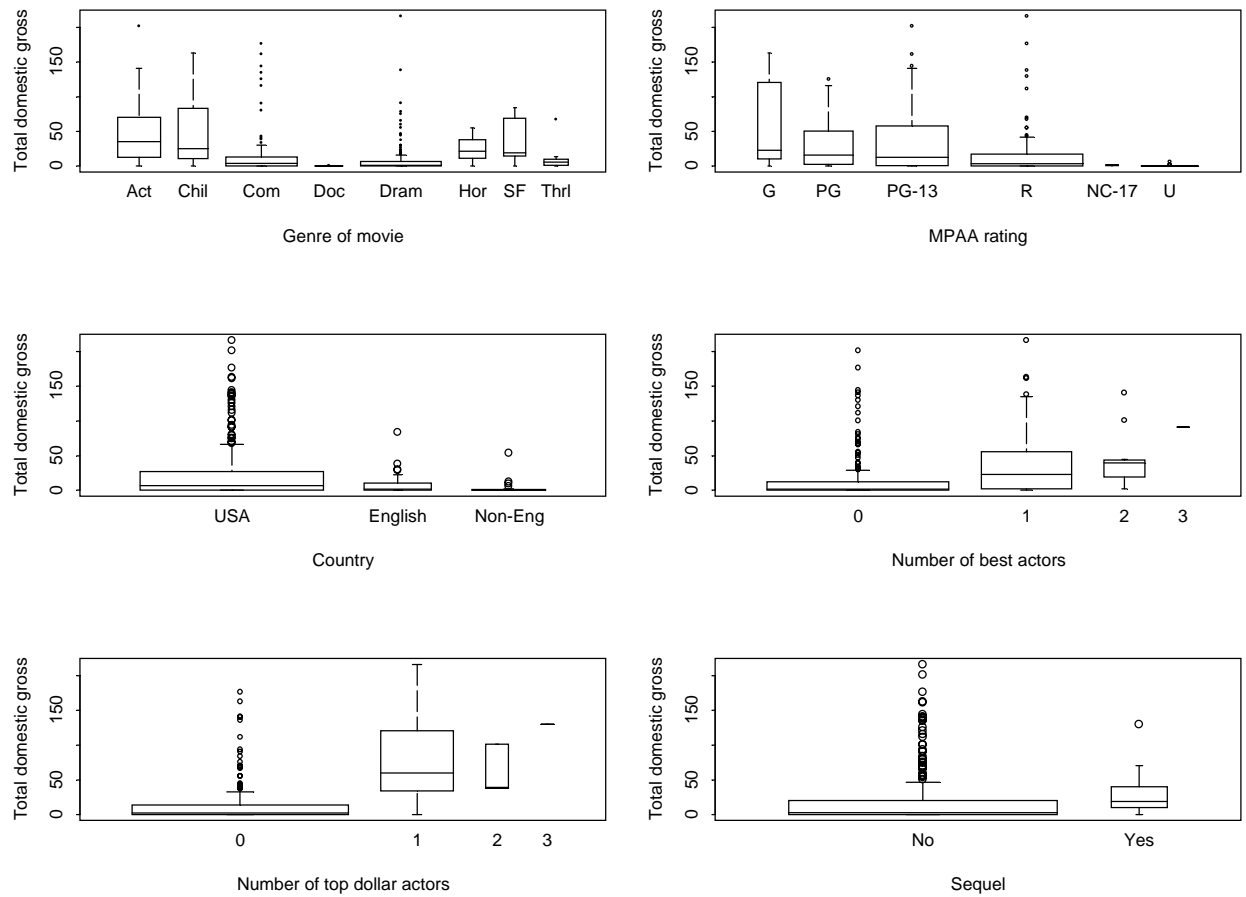 Total domestic gross
0 50 150
Act Chil Com Doc Dram Hor SF Thrl
Genre of movie
Total domestic gross
0 50 150
G PG PG-13 R NC-17 U
MPAA rating
Total domestic gross
0 50 150
USA English Non-Eng
Country
Total domestic gross
0 50 150
0 1 2 3
Number of best actors
Total domestic gross
0 50 150
0 1 2 3
Number of top dollar actors
Total domestic gross
0 50 150
No Yes
Sequel